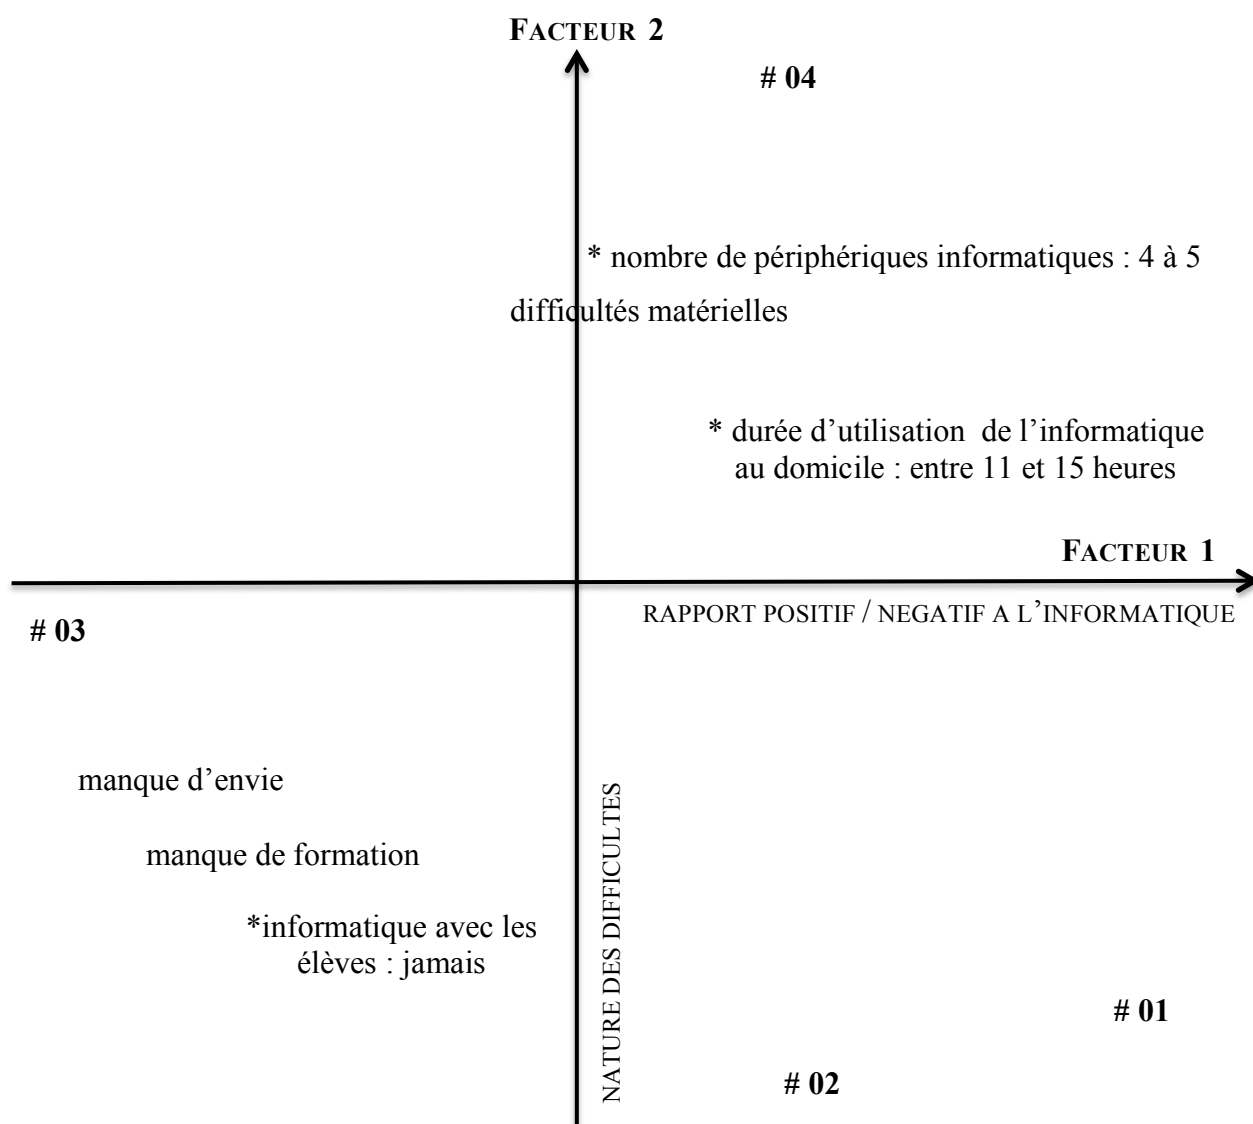 FACTEUR 2
# 04
* nombre de périphériques informatiques : 4 à 5
difficultés matérielles
* durée d’utilisation de l’informatique
au domicile : entre 11 et 15 heures
FACTEUR 1
RAPPORT POSITIF / NEGATIF A L’INFORMATIQUE
# 03
manque d’envie
manque de formation
*informatique avec les
élèves : jamais
NATURE DES DIFFICULTES
# 01
# 02